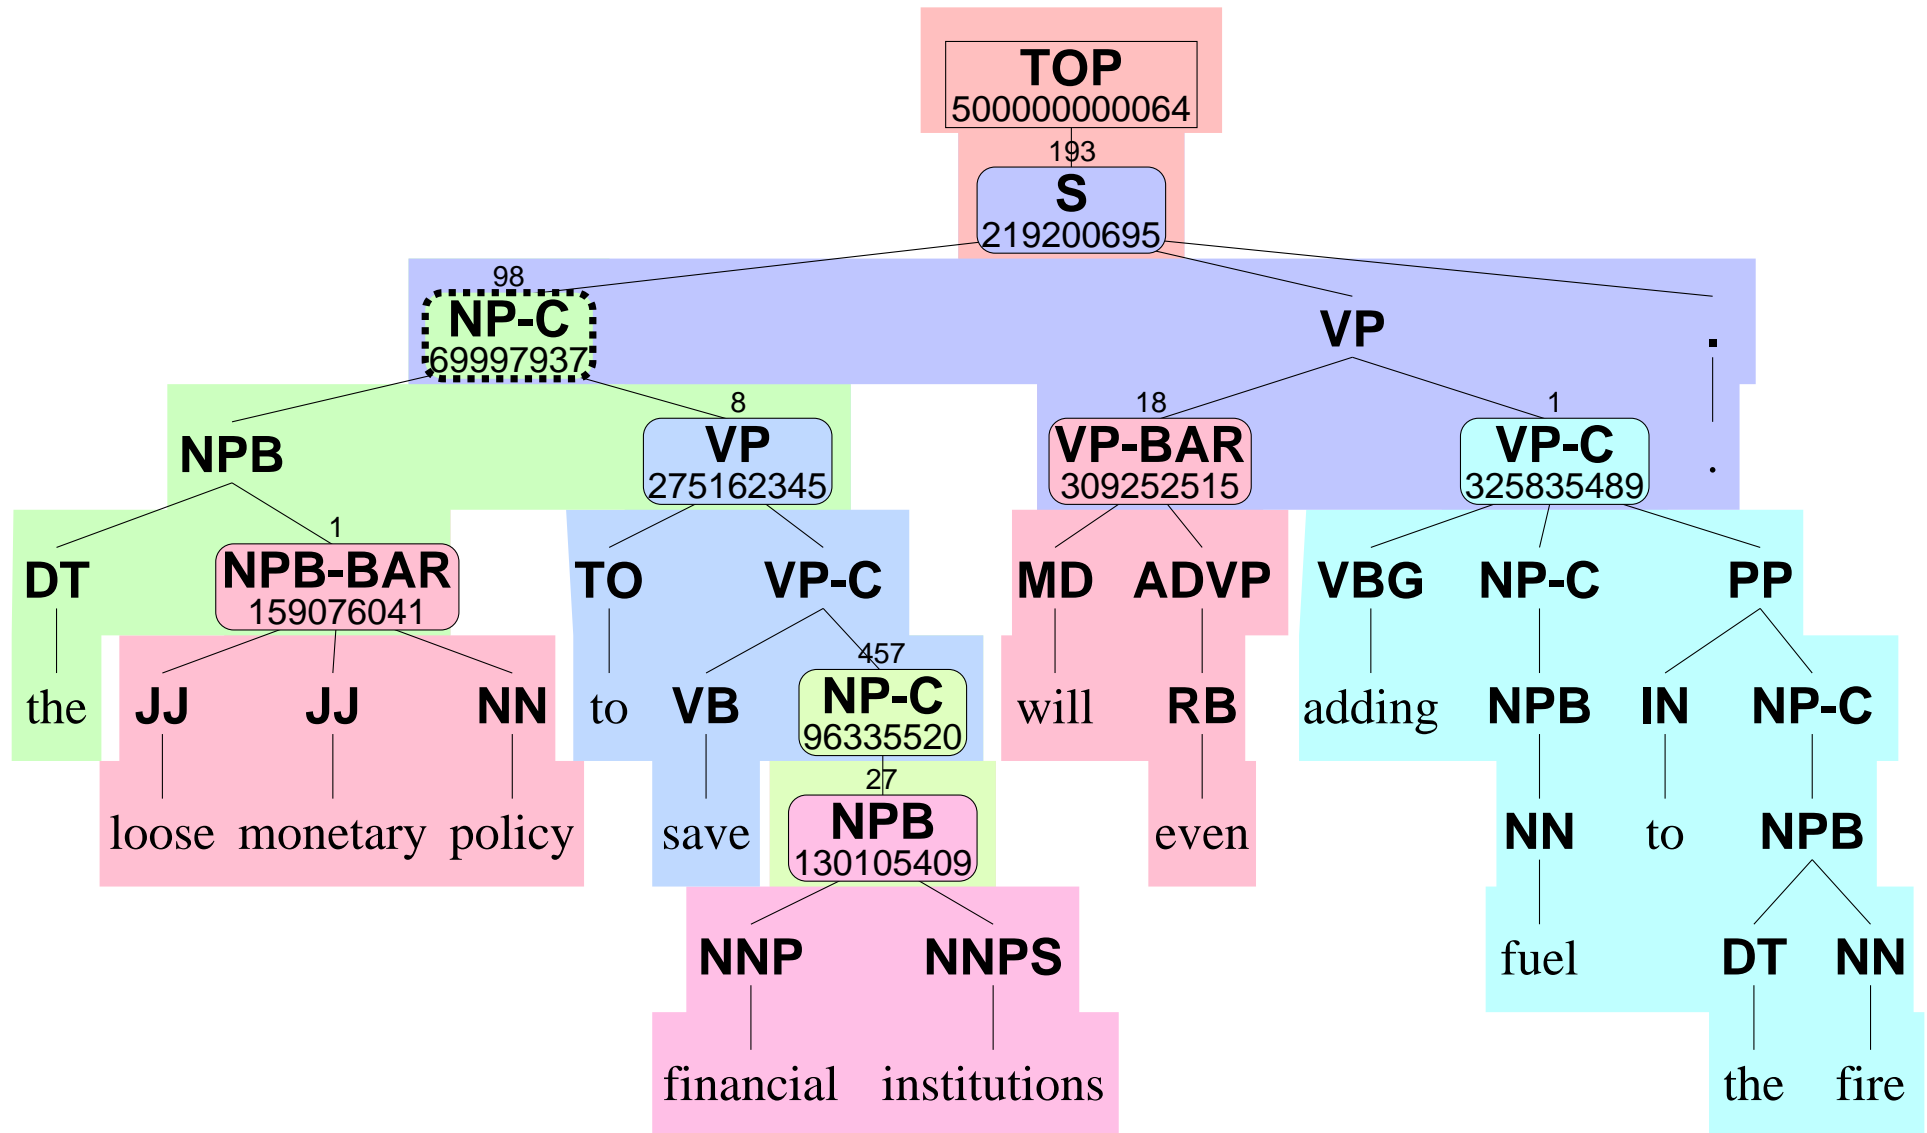 TOP
500000000064
193
S
219200695
98
NP-C
69997937
VP
.
NPB
8
VP
275162345
18
VP-BAR
309252515
1
VP-C
325835489
.
DT
1
NPB-BAR
159076041
TO
VP-C
MD
ADVP
VBG
NP-C
PP
the
JJ
JJ
NN
to
VB
457
NP-C
96335520
will
RB
adding
NPB
IN
NP-C
loose
monetary
policy
save
27
NPB
130105409
even
NN
to
NPB
NNP
NNPS
fuel
DT
NN
financial
institutions
the
fire